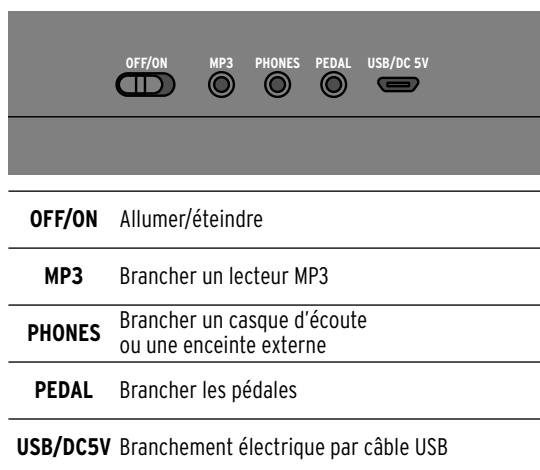 OFF/ON MP3 PHONES PEDAL USB/DC 5V
OFF/ON Allumer/éteindre
MP3 Brancher un lecteur MP3
PHONES Brancher un casque d'écoute
ou une enceinte externe
PEDAL Brancher les pédales
USB/DC5V Branchement électrique par câble USB